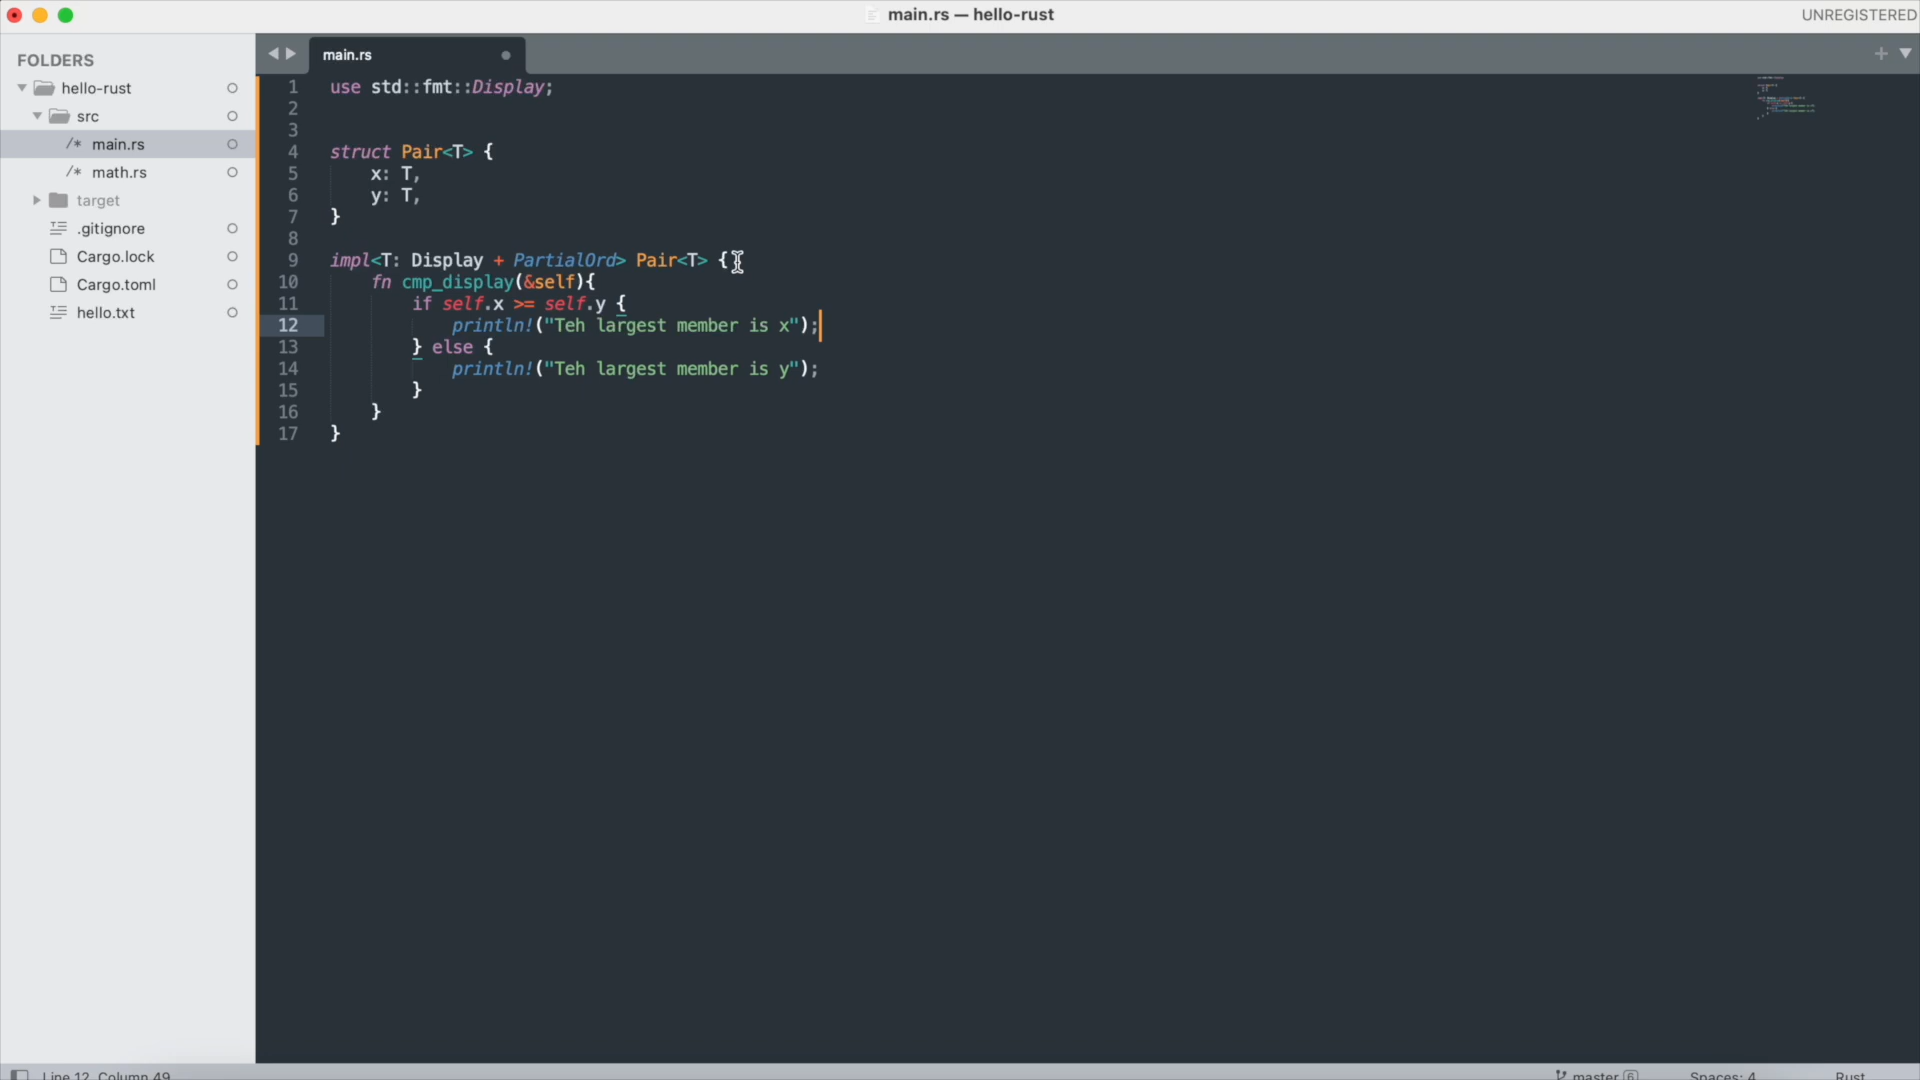 main.rs — hello-rust
UNREGISTERED
FOLDERS
hello-rust
src
/* main.rs
/* math.rs
target
.gitignore
Cargo.lock
Cargo.toml
hello.txt
main.rs
1 use std::fmt::Display;
2
3
4 struct Pair<T> {
5 x: T,
6 y: T,
7 }
8
9 impl<T: Display + PartialOrd> Pair<T> {
10 fn cmp_display(&self){
11 if self.x >= self.y {
12 println!("Teh largest member is x");
13 } else {
14 println!("Teh largest member is y");
15 }
16 }
17 }
Line 12, Column 49
master 6
Spaces: 4
Rust